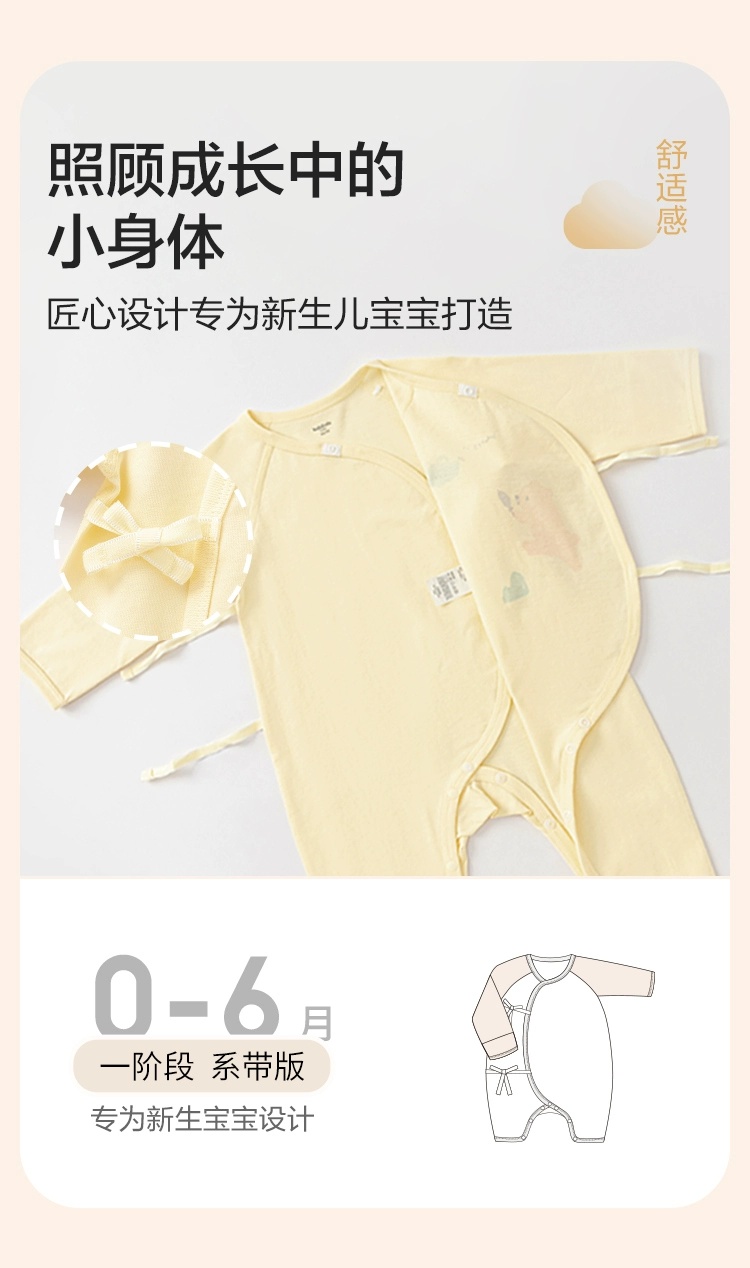 照顾成长中的
小身体
舒适感
匠心设计专为新生儿宝宝打造
0-6月
一阶段 系带版
专为新生宝宝设计